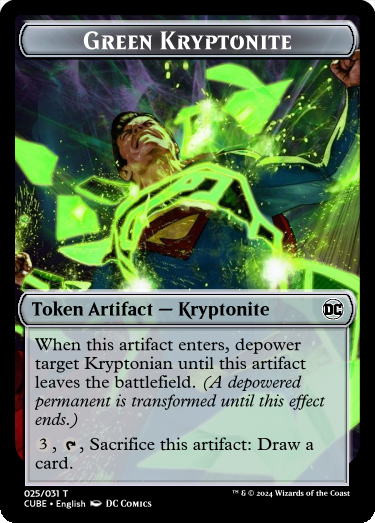 GREEN KRYPTONITE
Token Artifact — Kryptonite
DC
When this artifact enters, depower
target Kryptonian until this artifact
leaves the battlefield. (A depowered
permanent is transformed until this effect
ends.)
3 , , Sacrifice this artifact: Draw a
card.
025/031 T
CUBE • English DC COMICS
™ & © 2024 Wizards of the Coast